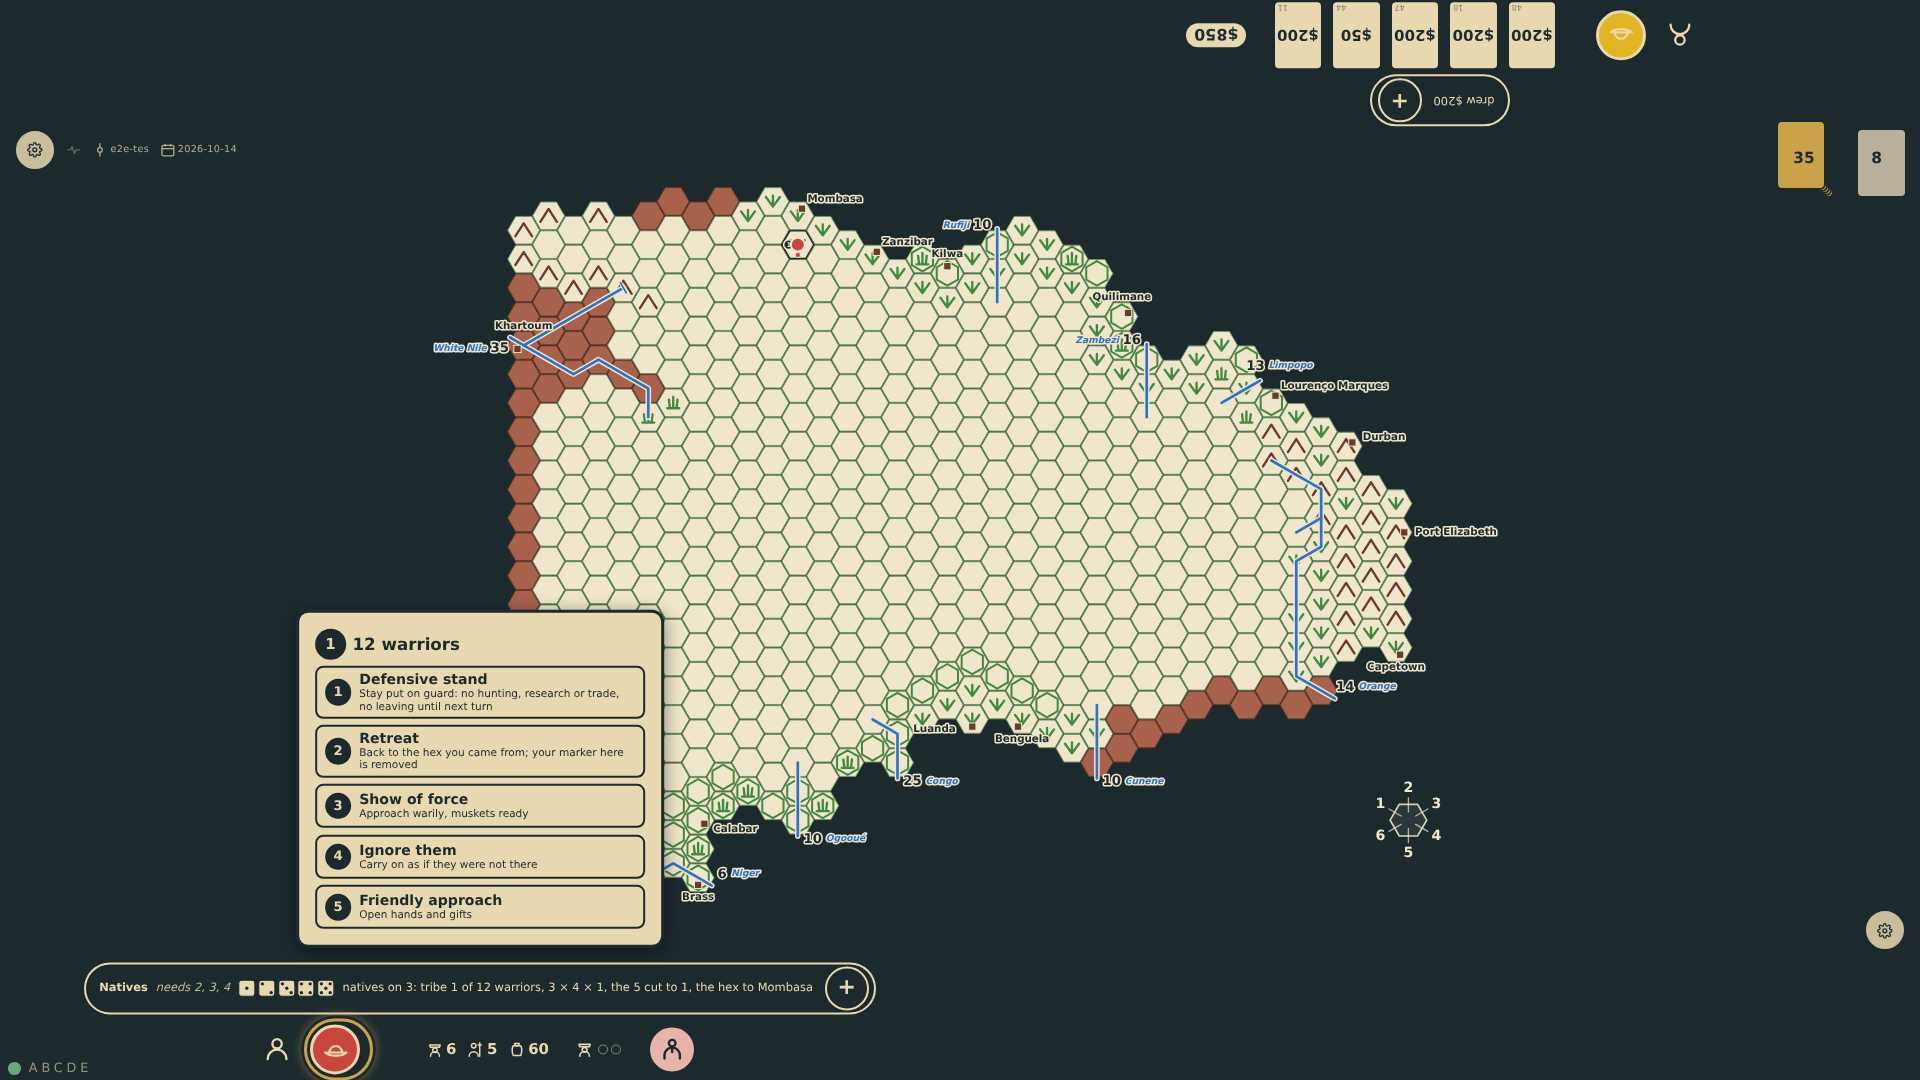 $850
11
$200
44
$50
47
$200
18
$200
48
$200
drew $200
e2e-tes
2026-10-14
35
8
Mombasa
Rufiji 10
Zanzibar
Kilwa
Quilimane
Khartoum
White Nile 35
Zambezi 16
13 Limpopo
Lourenço Marques
Durban
Port Elizabeth
Capetown
14 Orange
Luanda
Benguela
25 Congo
10 Cunene
Calabar
10 Ogooué
6 Niger
Brass
2
1 3
6 4
5
1 12 warriors
1 Defensive stand
Stay put on guard: no hunting, research or trade,
no leaving until next turn
2 Retreat
Back to the hex you came from; your marker here
is removed
3 Show of force
Approach warily, muskets ready
4 Ignore them
Carry on as if they were not there
5 Friendly approach
Open hands and gifts
Natives needs 2, 3, 4 natives on 3: tribe 1 of 12 warriors, 3 × 4 × 1, the 5 cut to 1, the hex to Mombasa +
6 5 60
A B C D E